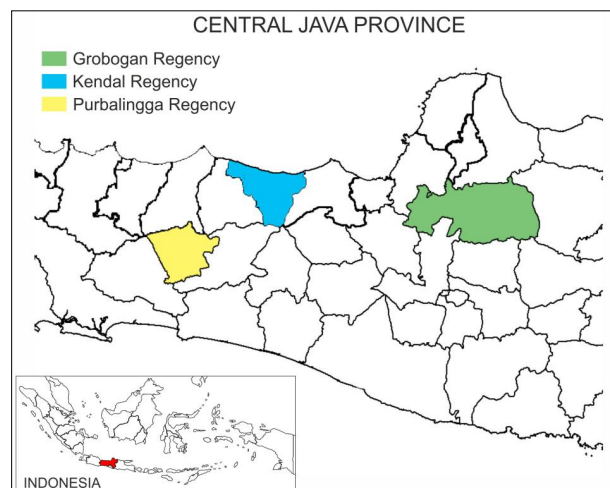 CENTRAL JAVA PROVINCE
Grobogan Regency
Kendal Regency
Purbalingga Regency
INDONESIA